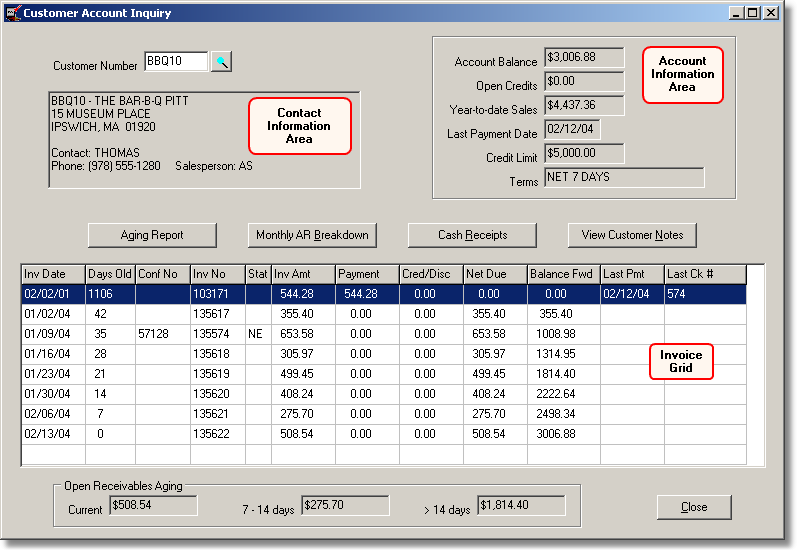 Customer Account Inquiry
Customer Number BBQ10
BBQ10 - THE BAR-B-Q PITT
15 MUSEUM PLACE
IPSWICH, MA 01920
Contact: THOMAS
Phone: (978) 555-1280 Salesperson: AS
Contact
Information
Area
Account Balance $3,006.88
Open Credits $0.00
Year-to-date Sales $4,437.36
Last Payment Date 02/12/04
Credit Limit $5,000.00
Terms NET 7 DAYS
Account
Information
Area
Aging Report Monthly AR Breakdown Cash Receipts View Customer Notes
Inv Date Days Old Conf No Inv No Stat Inv Amt Payment Cred/Disc Net Due Balance Fwd Last Pmt Last Ck #
02/02/01 1106 103171 544.28 544.28 0.00 0.00 0.00 02/12/04 574
01/02/04 42 135617 355.40 0.00 0.00 355.40 355.40
01/09/04 35 57128 135574 NE 653.58 0.00 0.00 653.58 1008.98
01/16/04 28 135618 305.97 0.00 0.00 305.97 1314.95
01/23/04 21 135619 499.45 0.00 0.00 499.45 1814.40
01/30/04 14 135620 408.24 0.00 0.00 408.24 2222.64
02/06/04 7 135621 275.70 0.00 0.00 275.70 2498.34
02/13/04 0 135622 508.54 0.00 0.00 508.54 3006.88
Invoice
Grid
Open Receivables Aging
Current $508.54 7 - 14 days $275.70 > 14 days $1,814.40
Close